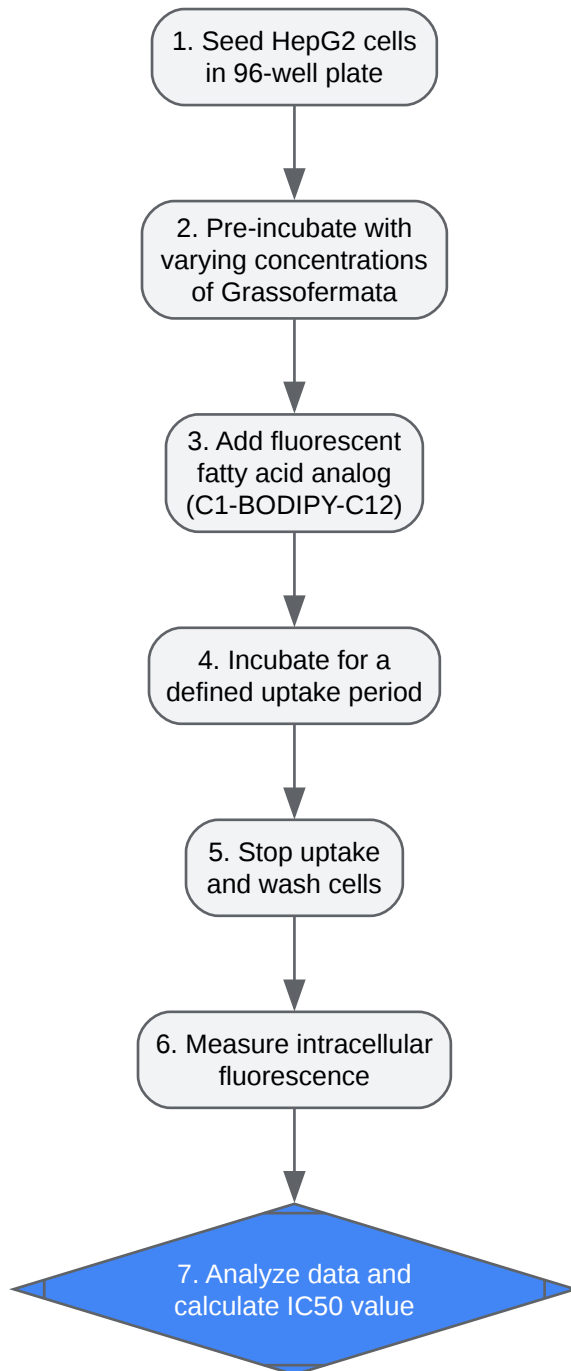 1. Seed HepG2 cells
in 96-well plate
2. Pre-incubate with
varying concentrations
of Grassofermata
3. Add fluorescent
fatty acid analog
(C1-BODIPY-C12)
4. Incubate for a
defined uptake period
5. Stop uptake
and wash cells
6. Measure intracellular
fluorescence
7. Analyze data and
calculate IC50 value